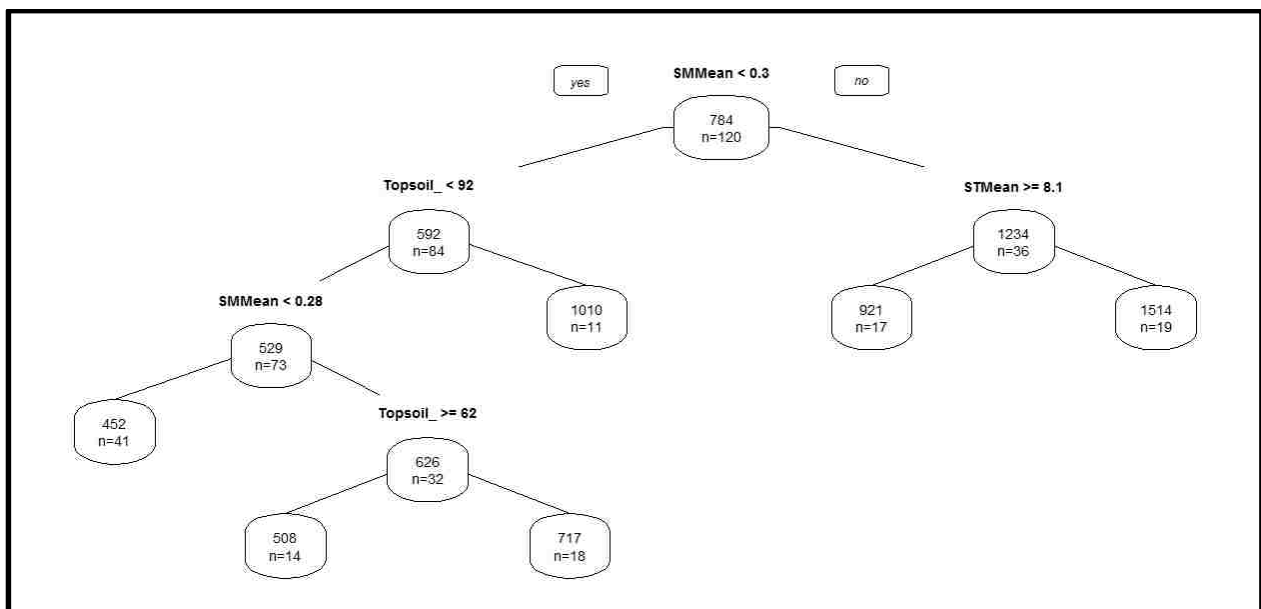 SMMean < 0.3
yes
no
784
n=120
Topsoil_ < 92
STMean >= 8.1
592
n=84
1234
n=36
SMMean < 0.28
1010
n=11
921
n=17
1514
n=19
529
n=73
452
n=41
Topsoil_ >= 62
626
n=32
508
n=14
717
n=18